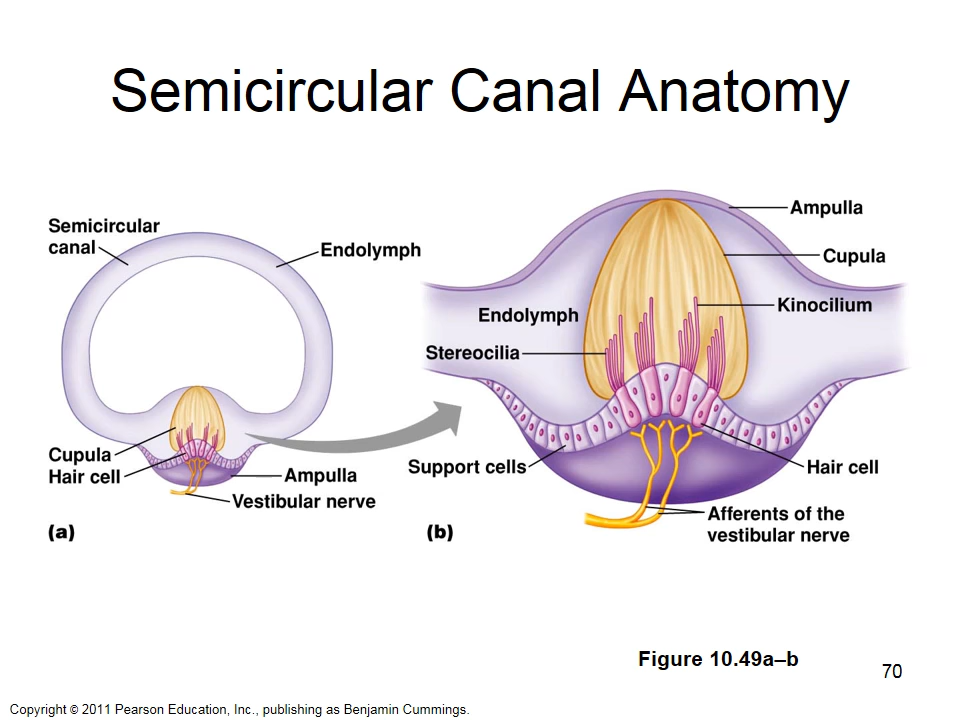 Semicircular Canal Anatomy
Semicircular
canal
Endolymph
Cupula
Hair cell
Ampulla
Vestibular nerve
(a)
Ampulla
Cupula
Kinocilium
Endolymph
Stereocilia
Support cells
Hair cell
Afferents of the
vestibular nerve
(b)
Figure 10.49a–b
70
Copyright © 2011 Pearson Education, Inc., publishing as Benjamin Cummings.